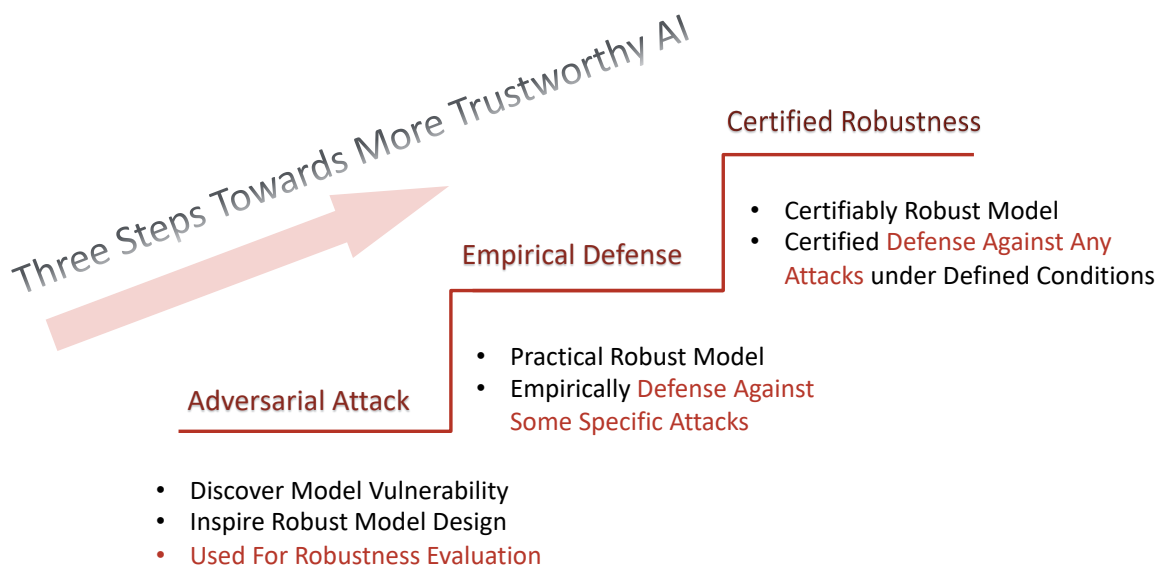 Three Steps Towards More Trustworthy AI
Certified Robustness
• Certifiably Robust Model
• Certified Defense Against Any
Attacks under Defined Conditions
Empirical Defense
• Practical Robust Model
• Empirically Defense Against
Some Specific Attacks
Adversarial Attack
• Discover Model Vulnerability
• Inspire Robust Model Design
• Used For Robustness Evaluation